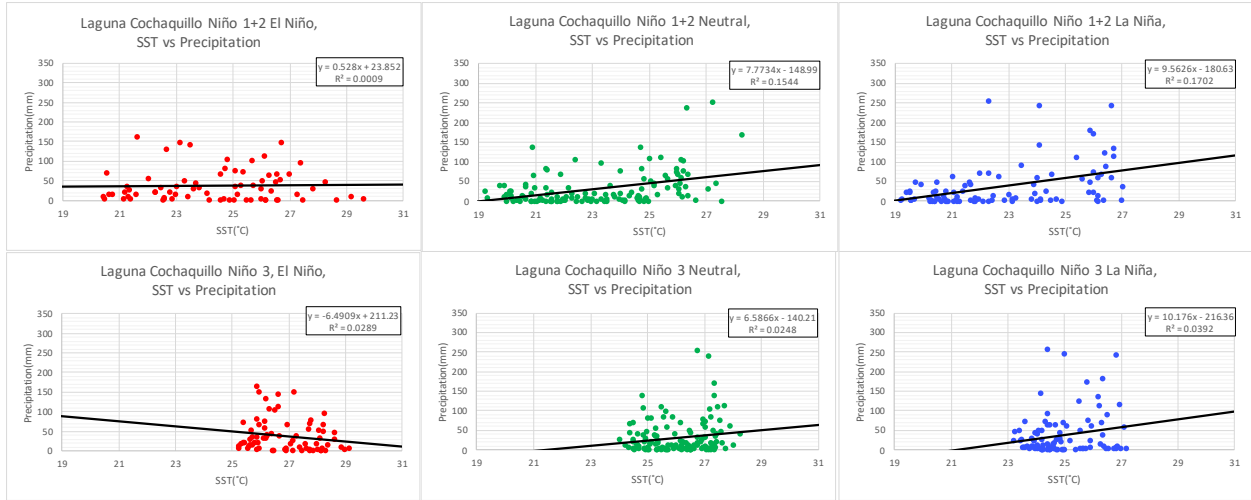 Laguna Cochaquillo Niño 1+2 El Niño,
SST vs Precipitation
y = 0.528x + 23.852
R² = 0.0009
Precipitation(mm)
350
300
250
200
150
100
50
0
19 21 23 25 27 29 31
SST(˚C)
Laguna Cochaquillo Niño 1+2 Neutral,
SST vs Precipitation
y = 7.7734x - 148.99
R² = 0.1544
Precipitation(mm)
350
300
250
200
150
100
50
0
19 21 23 25 27 29 31
SST(˚C)
Laguna Cochaquillo Niño 1+2 La Niña,
SST vs Precipitation
y = 9.5626x - 180.63
R² = 0.1702
Precipitation(mm)
350
300
250
200
150
100
50
0
19 21 23 25 27 29 31
SST(˚C)
Laguna Cochaquillo Niño 3, El Niño,
SST vs Precipitation
y = -6.4909x + 211.23
R² = 0.0289
Precipitation(mm)
350
300
250
200
150
100
50
0
19 21 23 25 27 29 31
SST(˚C)
Laguna Cochaquillo Niño 3 Neutral,
SST vs Precipitation
y = 6.5866x - 140.21
R² = 0.0248
Precipitation(mm)
350
300
250
200
150
100
50
0
19 21 23 25 27 29 31
SST(˚C)
Laguna Cochaquillo Niño 3 La Niña,
SST vs Precipitation
y = 10.176x - 216.36
R² = 0.0392
Precipitation(mm)
350
300
250
200
150
100
50
0
19 21 23 25 27 29 31
SST(˚C)